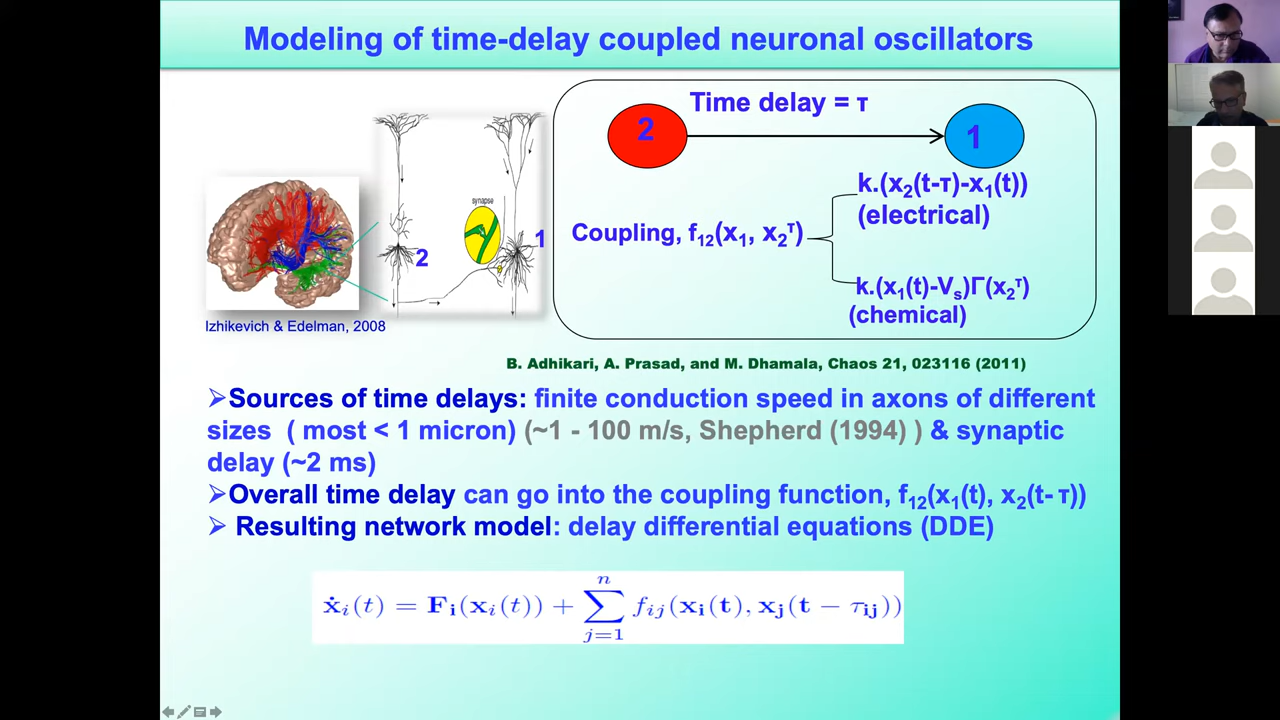 Modeling of time-delay coupled neuronal oscillators
Time delay = τ
2
1
k.(x₂(t-τ)-x₁(t))
(electrical)
synapse
Coupling, f₁₂(x₁, x₂ᵗ)
1
2
k.(x₁(t)-Vₛ)Γ(x₂ᵗ)
(chemical)
Izhikevich & Edelman, 2008
B. Adhikari, A. Prasad, and M. Dhamala, Chaos 21, 023116 (2011)
➢Sources of time delays: finite conduction speed in axons of different
sizes ( most < 1 micron) (~1 - 100 m/s, Shepherd (1994) ) & synaptic
delay (~2 ms)
➢Overall time delay can go into the coupling function, f₁₂(x₁(t), x₂(t- τ))
➢ Resulting network model: delay differential equations (DDE)
ẋᵢ(t) = Fᵢ(xᵢ(t)) + ∑ⱼ₌₁ⁿ fᵢⱼ(xᵢ(t), xⱼ(t − τᵢⱼ))